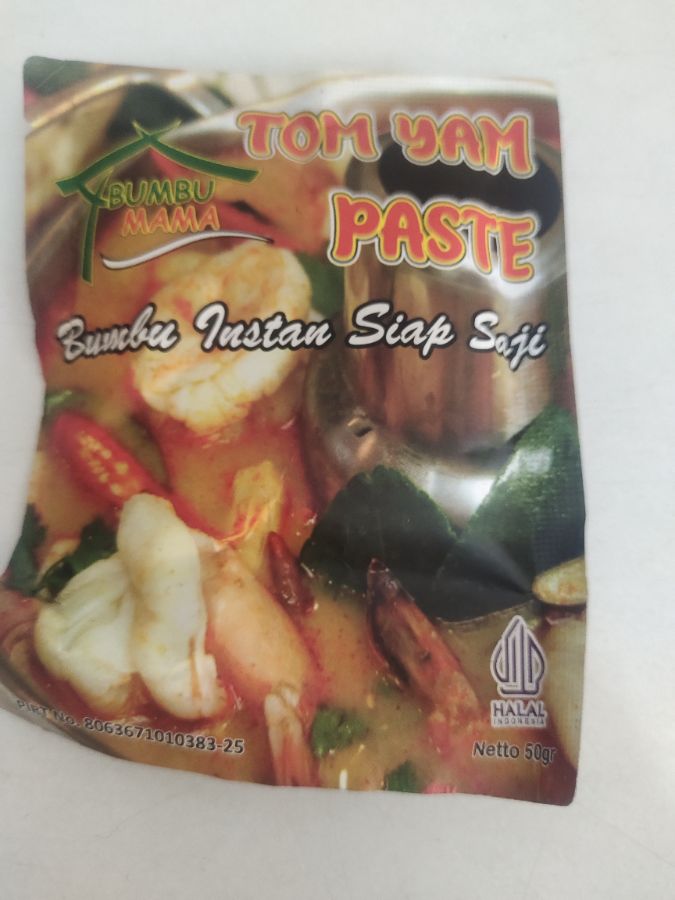 TOM YAM
PASTE
BUMBU
MAMA
Bumbu Instan Siap Saji
HALAL
INDONESIA
PIRT No. 8063671010383-25
Netto 50gr